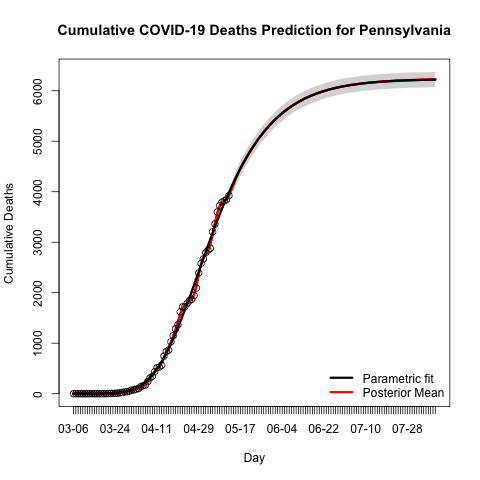 Cumulative COVID-19 Deaths Prediction for Pennsylvania
Cumulative Deaths
6000
5000
4000
3000
2000
1000
0
Parametric fit
Posterior Mean
03-06 03-24 04-11 04-29 05-17 06-04 06-22 07-10 07-28
Day